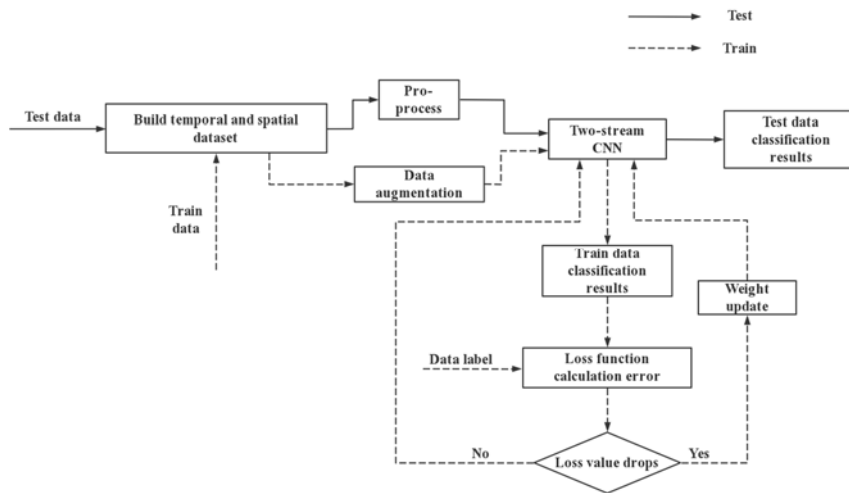 Test
Train
Pro-
process
Test data
Build temporal and spatial
dataset
Two-stream
CNN
Test data
classification
results
Data
augmentation
Train
data
Train data
classification
results
Weight
update
Data label
Loss function
calculation error
No
Loss value drops
Yes